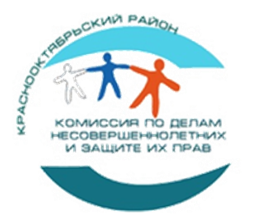 КРАСНООКТЯБРЬСКИЙ РАЙОН
КОМИССИЯ ПО ДЕЛАМ
НЕСОВЕРШЕННОЛЕТНИХ
И ЗАЩИТЕ ИХ ПРАВ